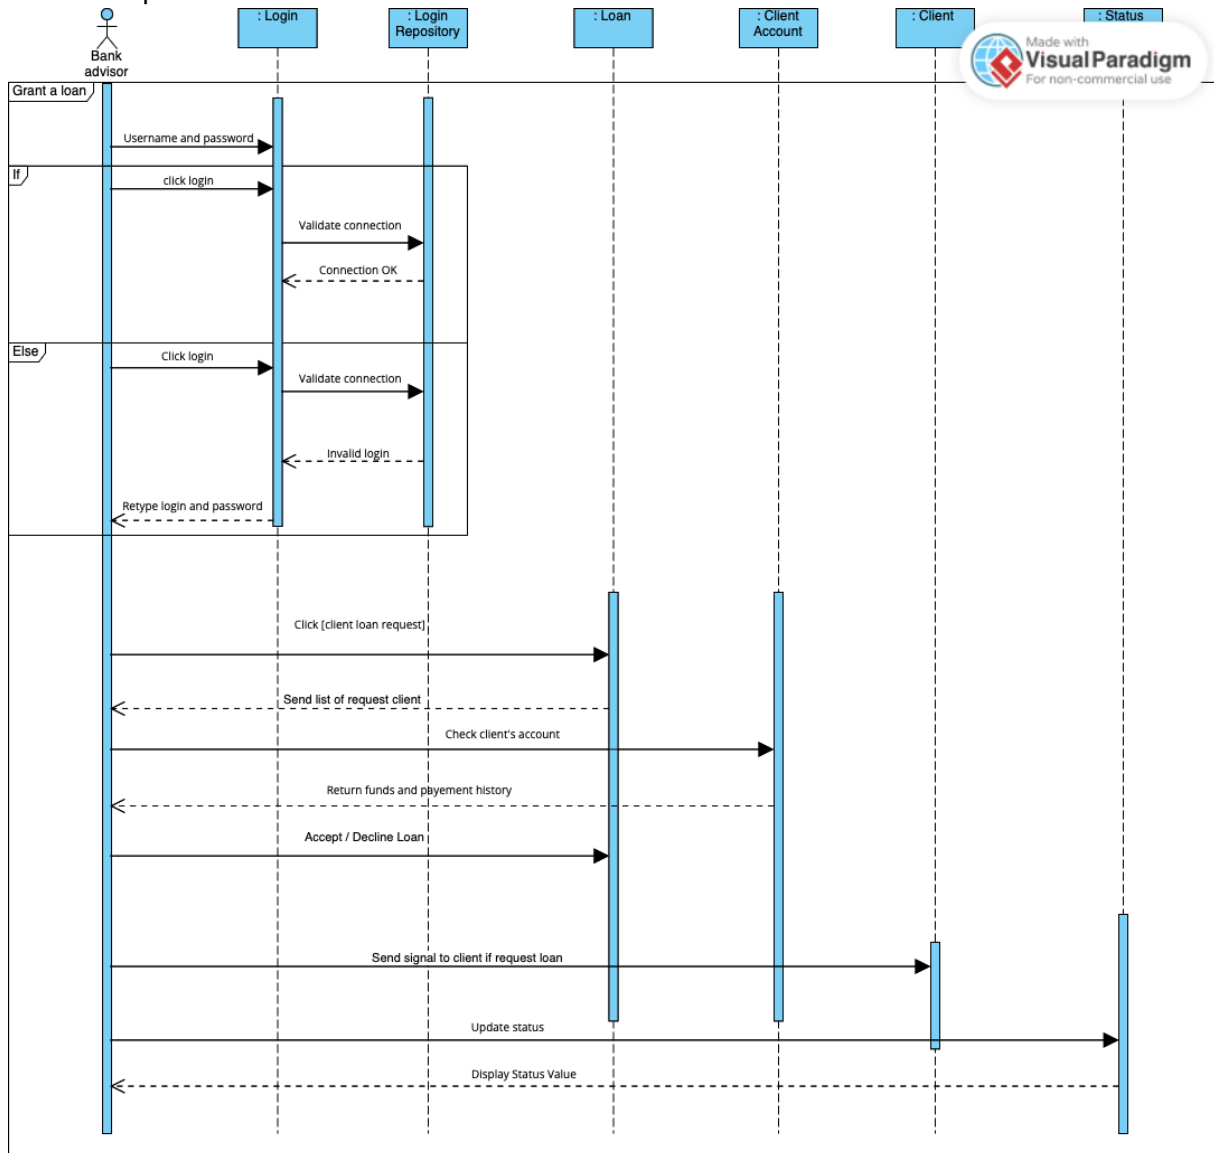 : Login
: Login
Repository
: Loan
: Client
Account
: Client
: Status
Made with
Visual Paradigm
For non-commercial use
Bank
advisor
Grant a loan
Username and password
If
click login
Validate connection
Connection OK
Else
Click login
Validate connection
Invalid login
Retype login and password
Click [client loan request]
Send list of request client
Check client's account
Return funds and payement history
Accept / Decline Loan
Send signal to client if request loan
Update status
Display Status Value